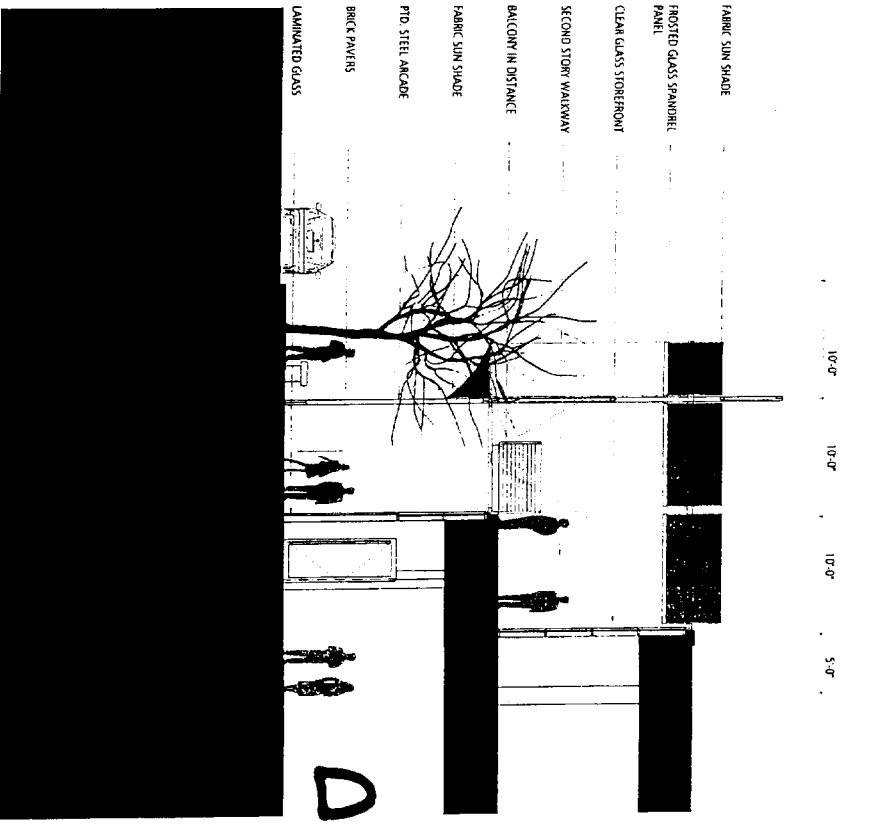 FABRIC SUN SHADE
FROSTED GLASS SPANDREL
PANEL
CLEAR GLASS STOREFRONT
SECOND STORY WALKWAY
BALCONY IN DISTANCE
FABRIC SUN SHADE
PTD. STEEL ARCADE
BRICK PAVERS
LAMINATED GLASS
10'-0"
10'-0"
10'-0"
5'-0"
D